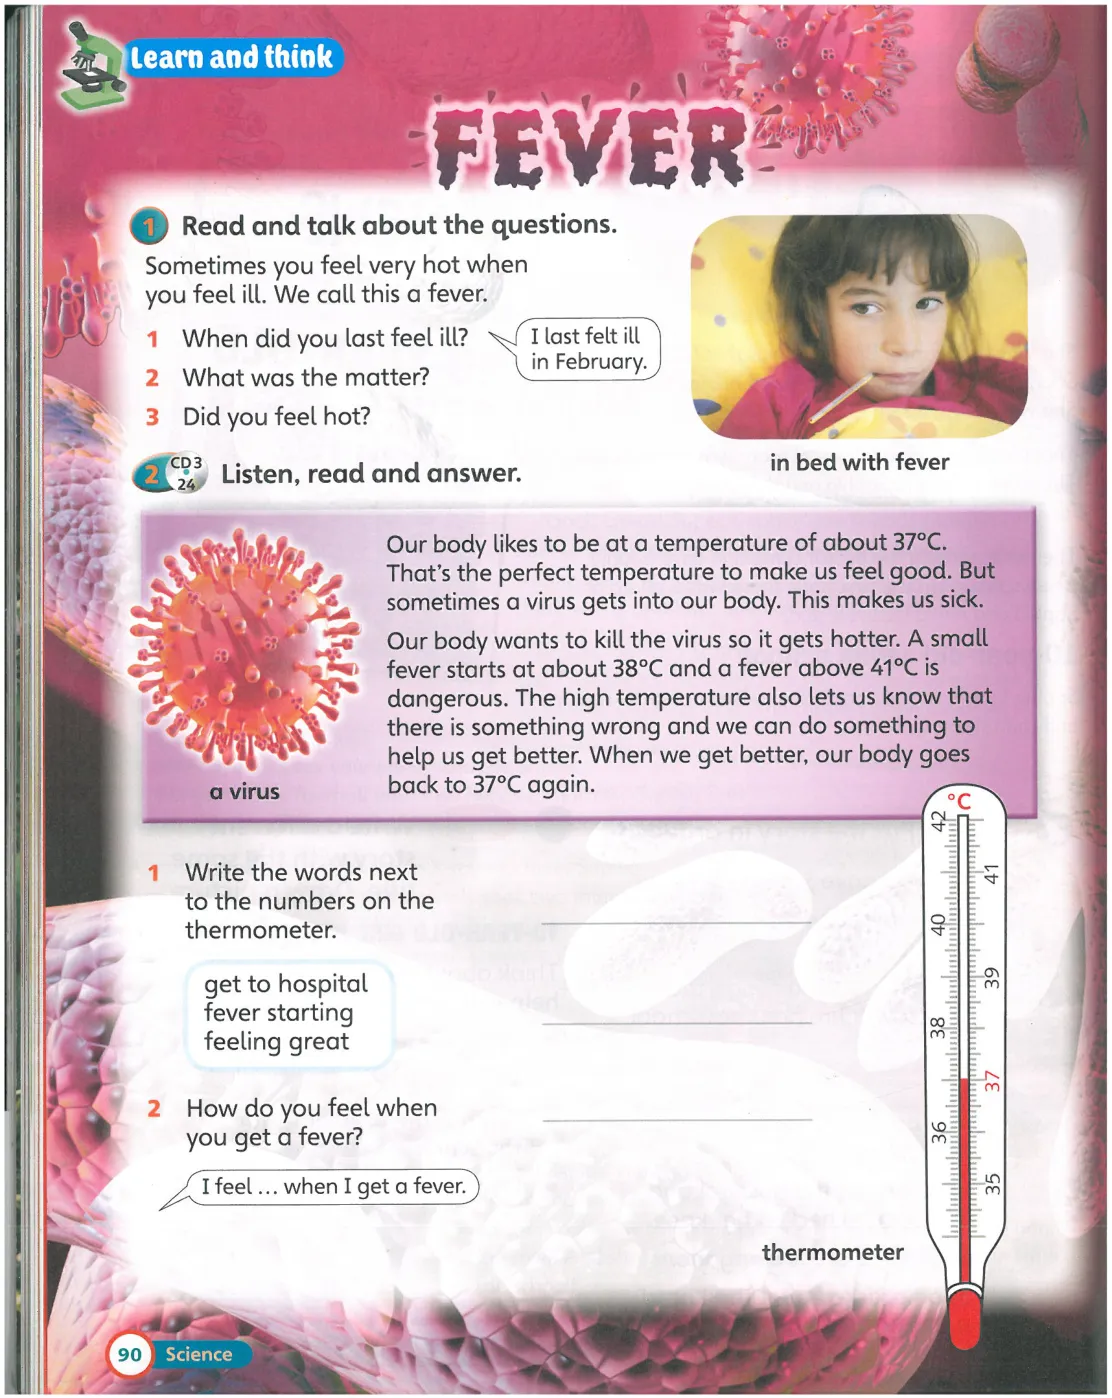 Learn and think
FEVER
1 Read and talk about the questions.
Sometimes you feel very hot when
you feel ill. We call this a fever.
1 When did you last feel ill?
I last felt ill
in February.
2 What was the matter?
3 Did you feel hot?
in bed with fever
2 CD3
24
Listen, read and answer.
Our body likes to be at a temperature of about 37°C.
That's the perfect temperature to make us feel good. But
sometimes a virus gets into our body. This makes us sick.
Our body wants to kill the virus so it gets hotter. A small
fever starts at about 38°C and a fever above 41°C is
dangerous. The high temperature also lets us know that
there is something wrong and we can do something to
help us get better. When we get better, our body goes
back to 37°C again.
a virus
1 Write the words next
to the numbers on the
thermometer.
get to hospital
fever starting
feeling great
2 How do you feel when
you get a fever?
I feel ... when I get a fever.
°C
42
41
40
39
38
37
36
35
thermometer
90 Science